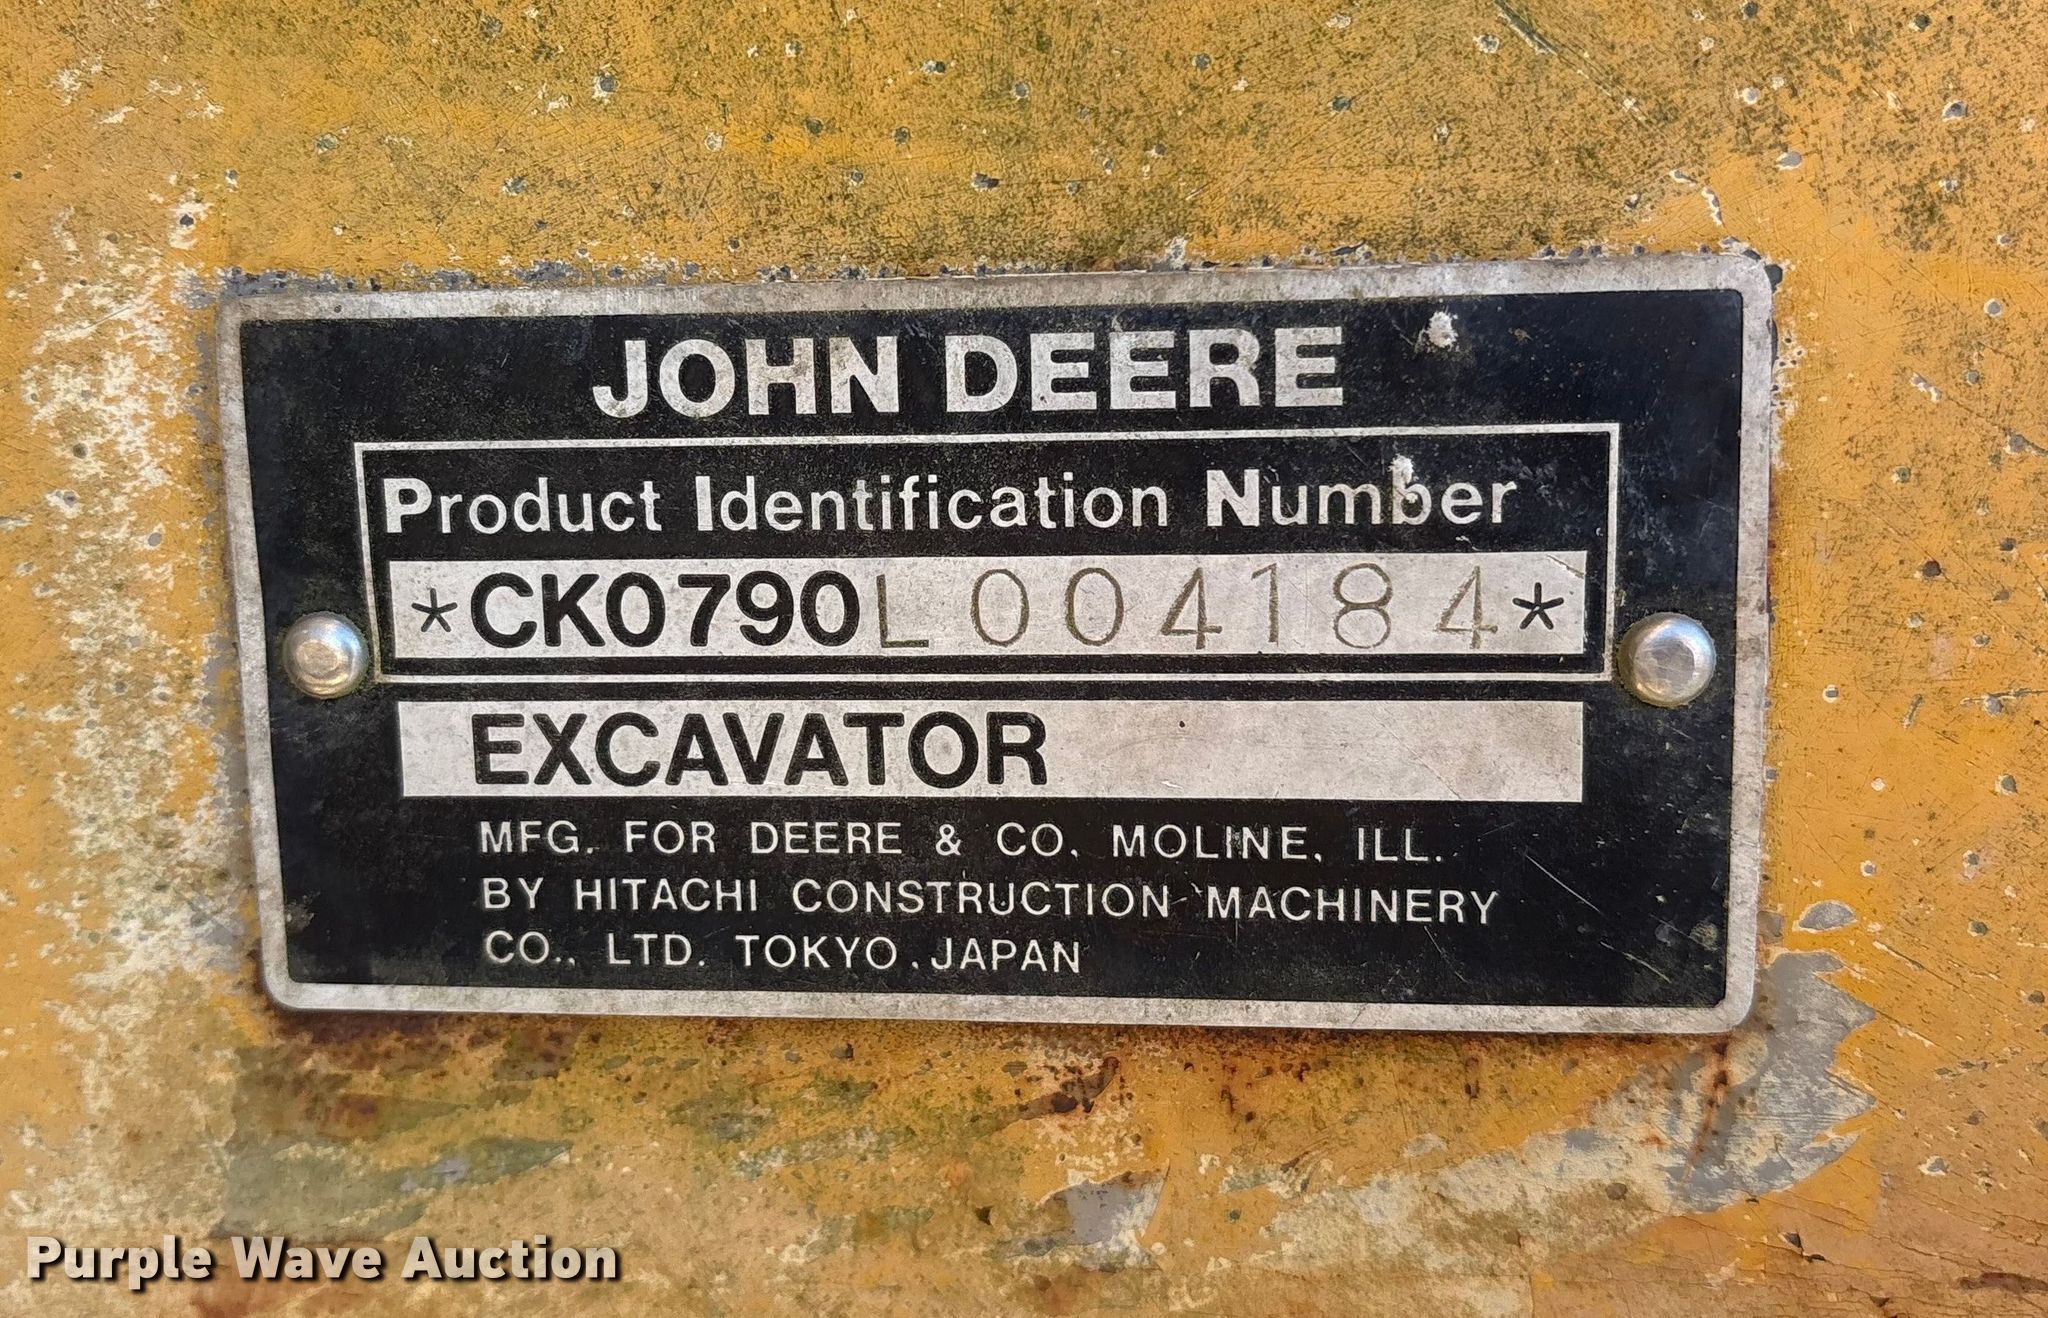 JOHN DEERE
Product Identification Number
*CK0790L004184*
EXCAVATOR
MFG. FOR DEERE & CO. MOLINE, ILL.
BY HITACHI CONSTRUCTION MACHINERY
CO., LTD. TOKYO, JAPAN
Purple Wave Auction